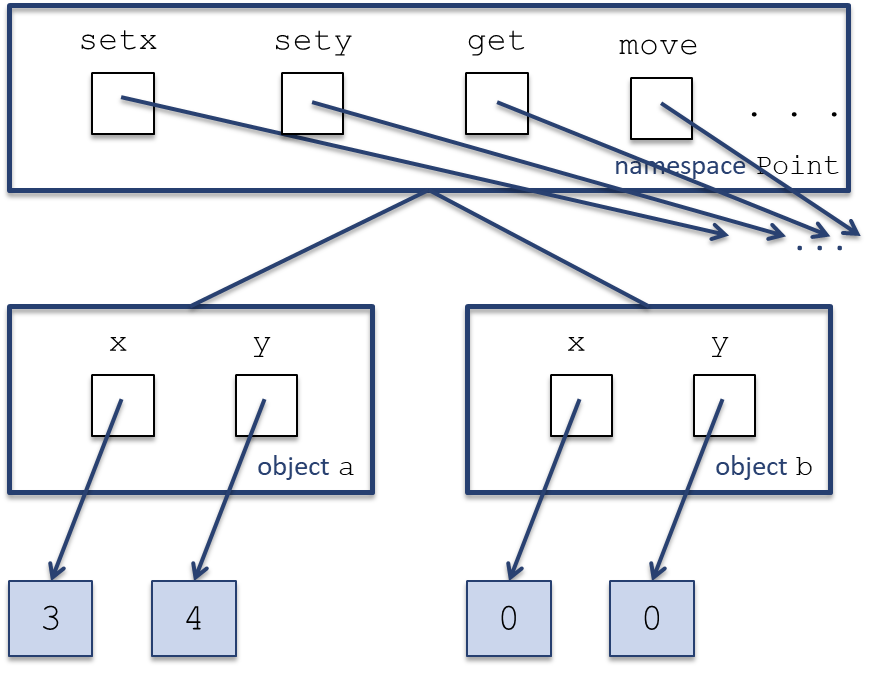 setx sety get move
. . .
namespace Point
...
x y x y
object a object b
3 4 0 0